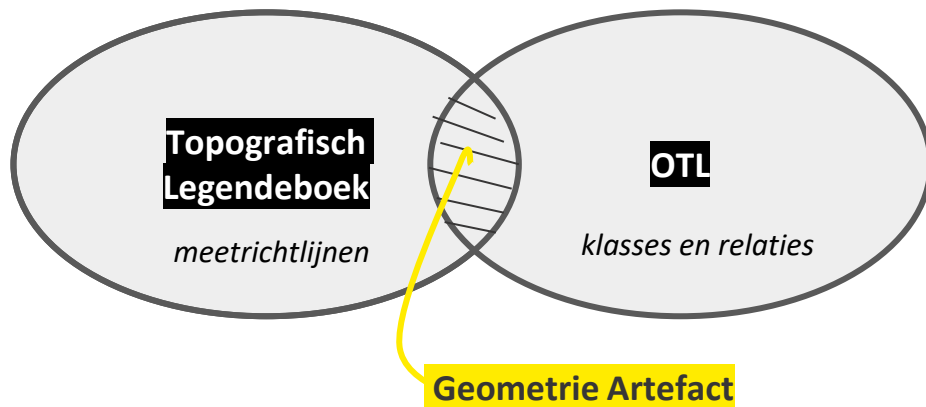 Topografisch
Legendeboek
meetrichtlijnen
OTL
klasses en relaties
Geometrie Artefact